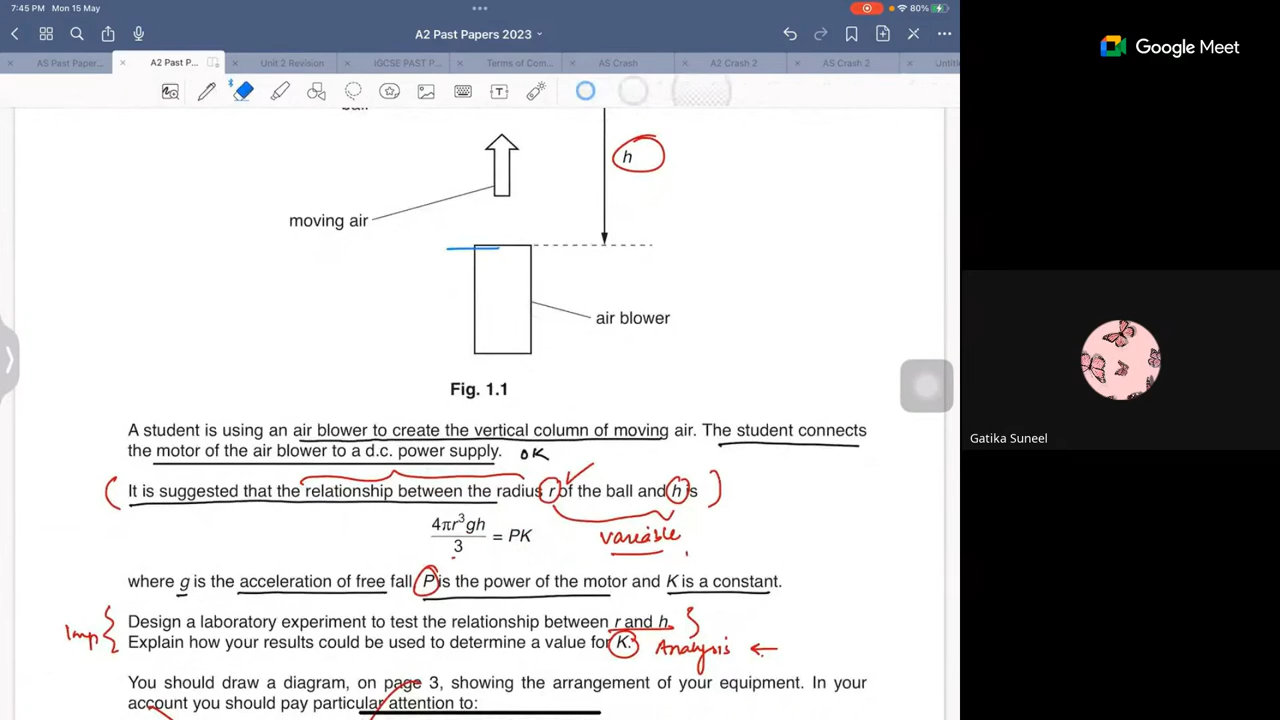 7:45 PM Mon 15 May
80%
A2 Past Papers 2023
Google Meet
AS Past Paper...
A2 Past P...
Unit 2 Revision
IGCSE PAST P...
Terms of Com...
AS Crash
A2 Crash 2
AS Crash 2
Unit
h
moving air
air blower
Fig. 1.1
Gatika Suneel
A student is using an air blower to create the vertical column of moving air. The student connects
the motor of the air blower to a d.c. power supply. OK
It is suggested that the relationship between the radius r of the ball and h is
4πr³gh / 3 = PK
variable
where g is the acceleration of free fall P is the power of the motor and K is a constant.
Imp
Design a laboratory experiment to test the relationship between r and h.
Explain how your results could be used to determine a value for K. Analysis ←
You should draw a diagram, on page 3, showing the arrangement of your equipment. In your
account you should pay particular attention to: